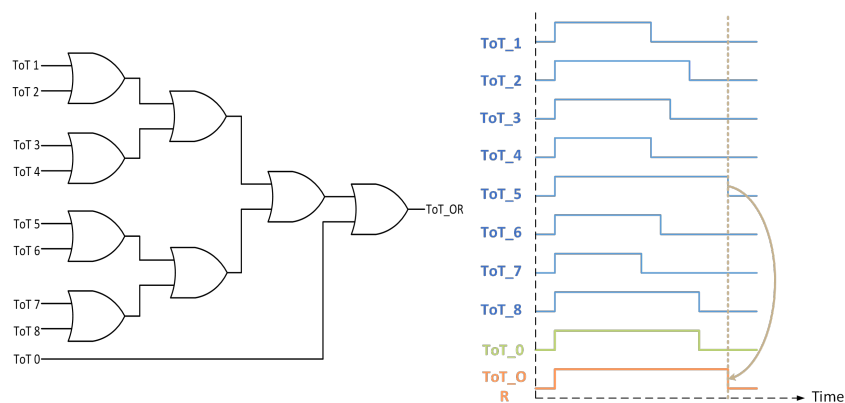 ToT 1
ToT 2
ToT 3
ToT 4
ToT 5
ToT 6
ToT 7
ToT 8
ToT 0
ToT_OR
ToT_1
ToT_2
ToT_3
ToT_4
ToT_5
ToT_6
ToT_7
ToT_8
ToT_0
ToT_O
R
Time